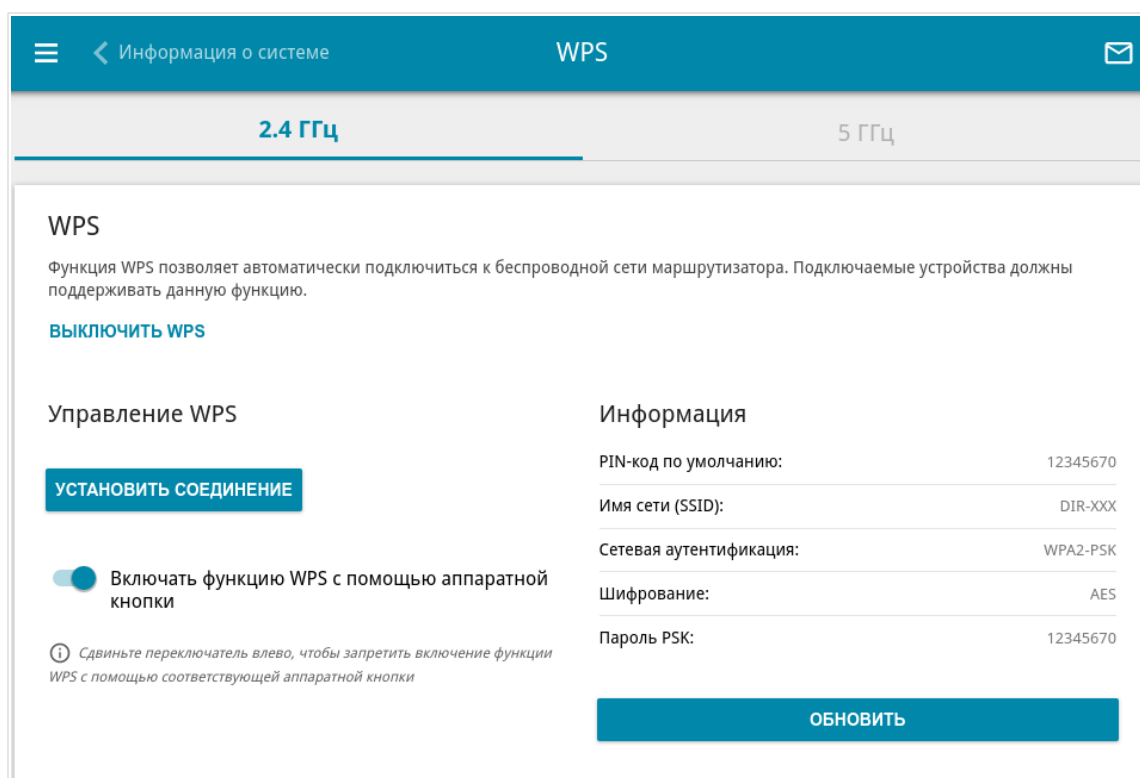 Информация о системе
WPS
2.4 ГГц
5 ГГц
WPS
Функция WPS позволяет автоматически подключиться к беспроводной сети маршрутизатора. Подключаемые устройства должны
поддерживать данную функцию.
ВЫКЛЮЧИТЬ WPS
Управление WPS
УСТАНОВИТЬ СОЕДИНЕНИЕ
Включать функцию WPS с помощью аппаратной
кнопки
Сдвиньте переключатель влево, чтобы запретить включение функции
WPS с помощью соответствующей аппаратной кнопки
Информация
PIN-код по умолчанию: 12345670
Имя сети (SSID): DIR-XXX
Сетевая аутентификация: WPA2-PSK
Шифрование: AES
Пароль PSK: 12345670
ОБНОВИТЬ